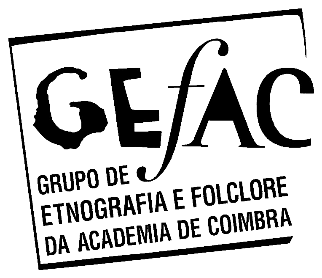 GEfAC
GRUPO DE
ETNOGRAFIA E FOLCLORE
DA ACADEMIA DE COIMBRA